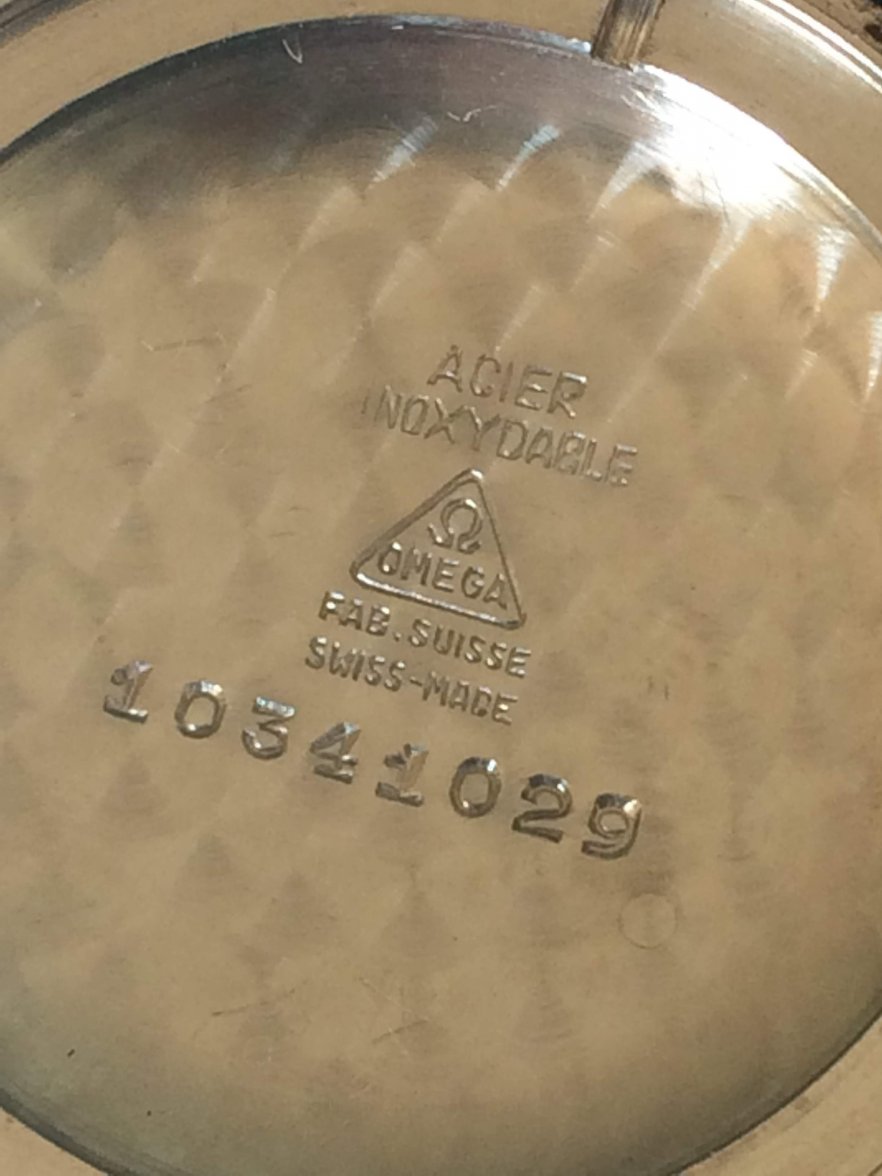 ACIER
INOXYDABLE
Ω
OMEGA
FAB. SUISSE
SWISS-MADE
10341029